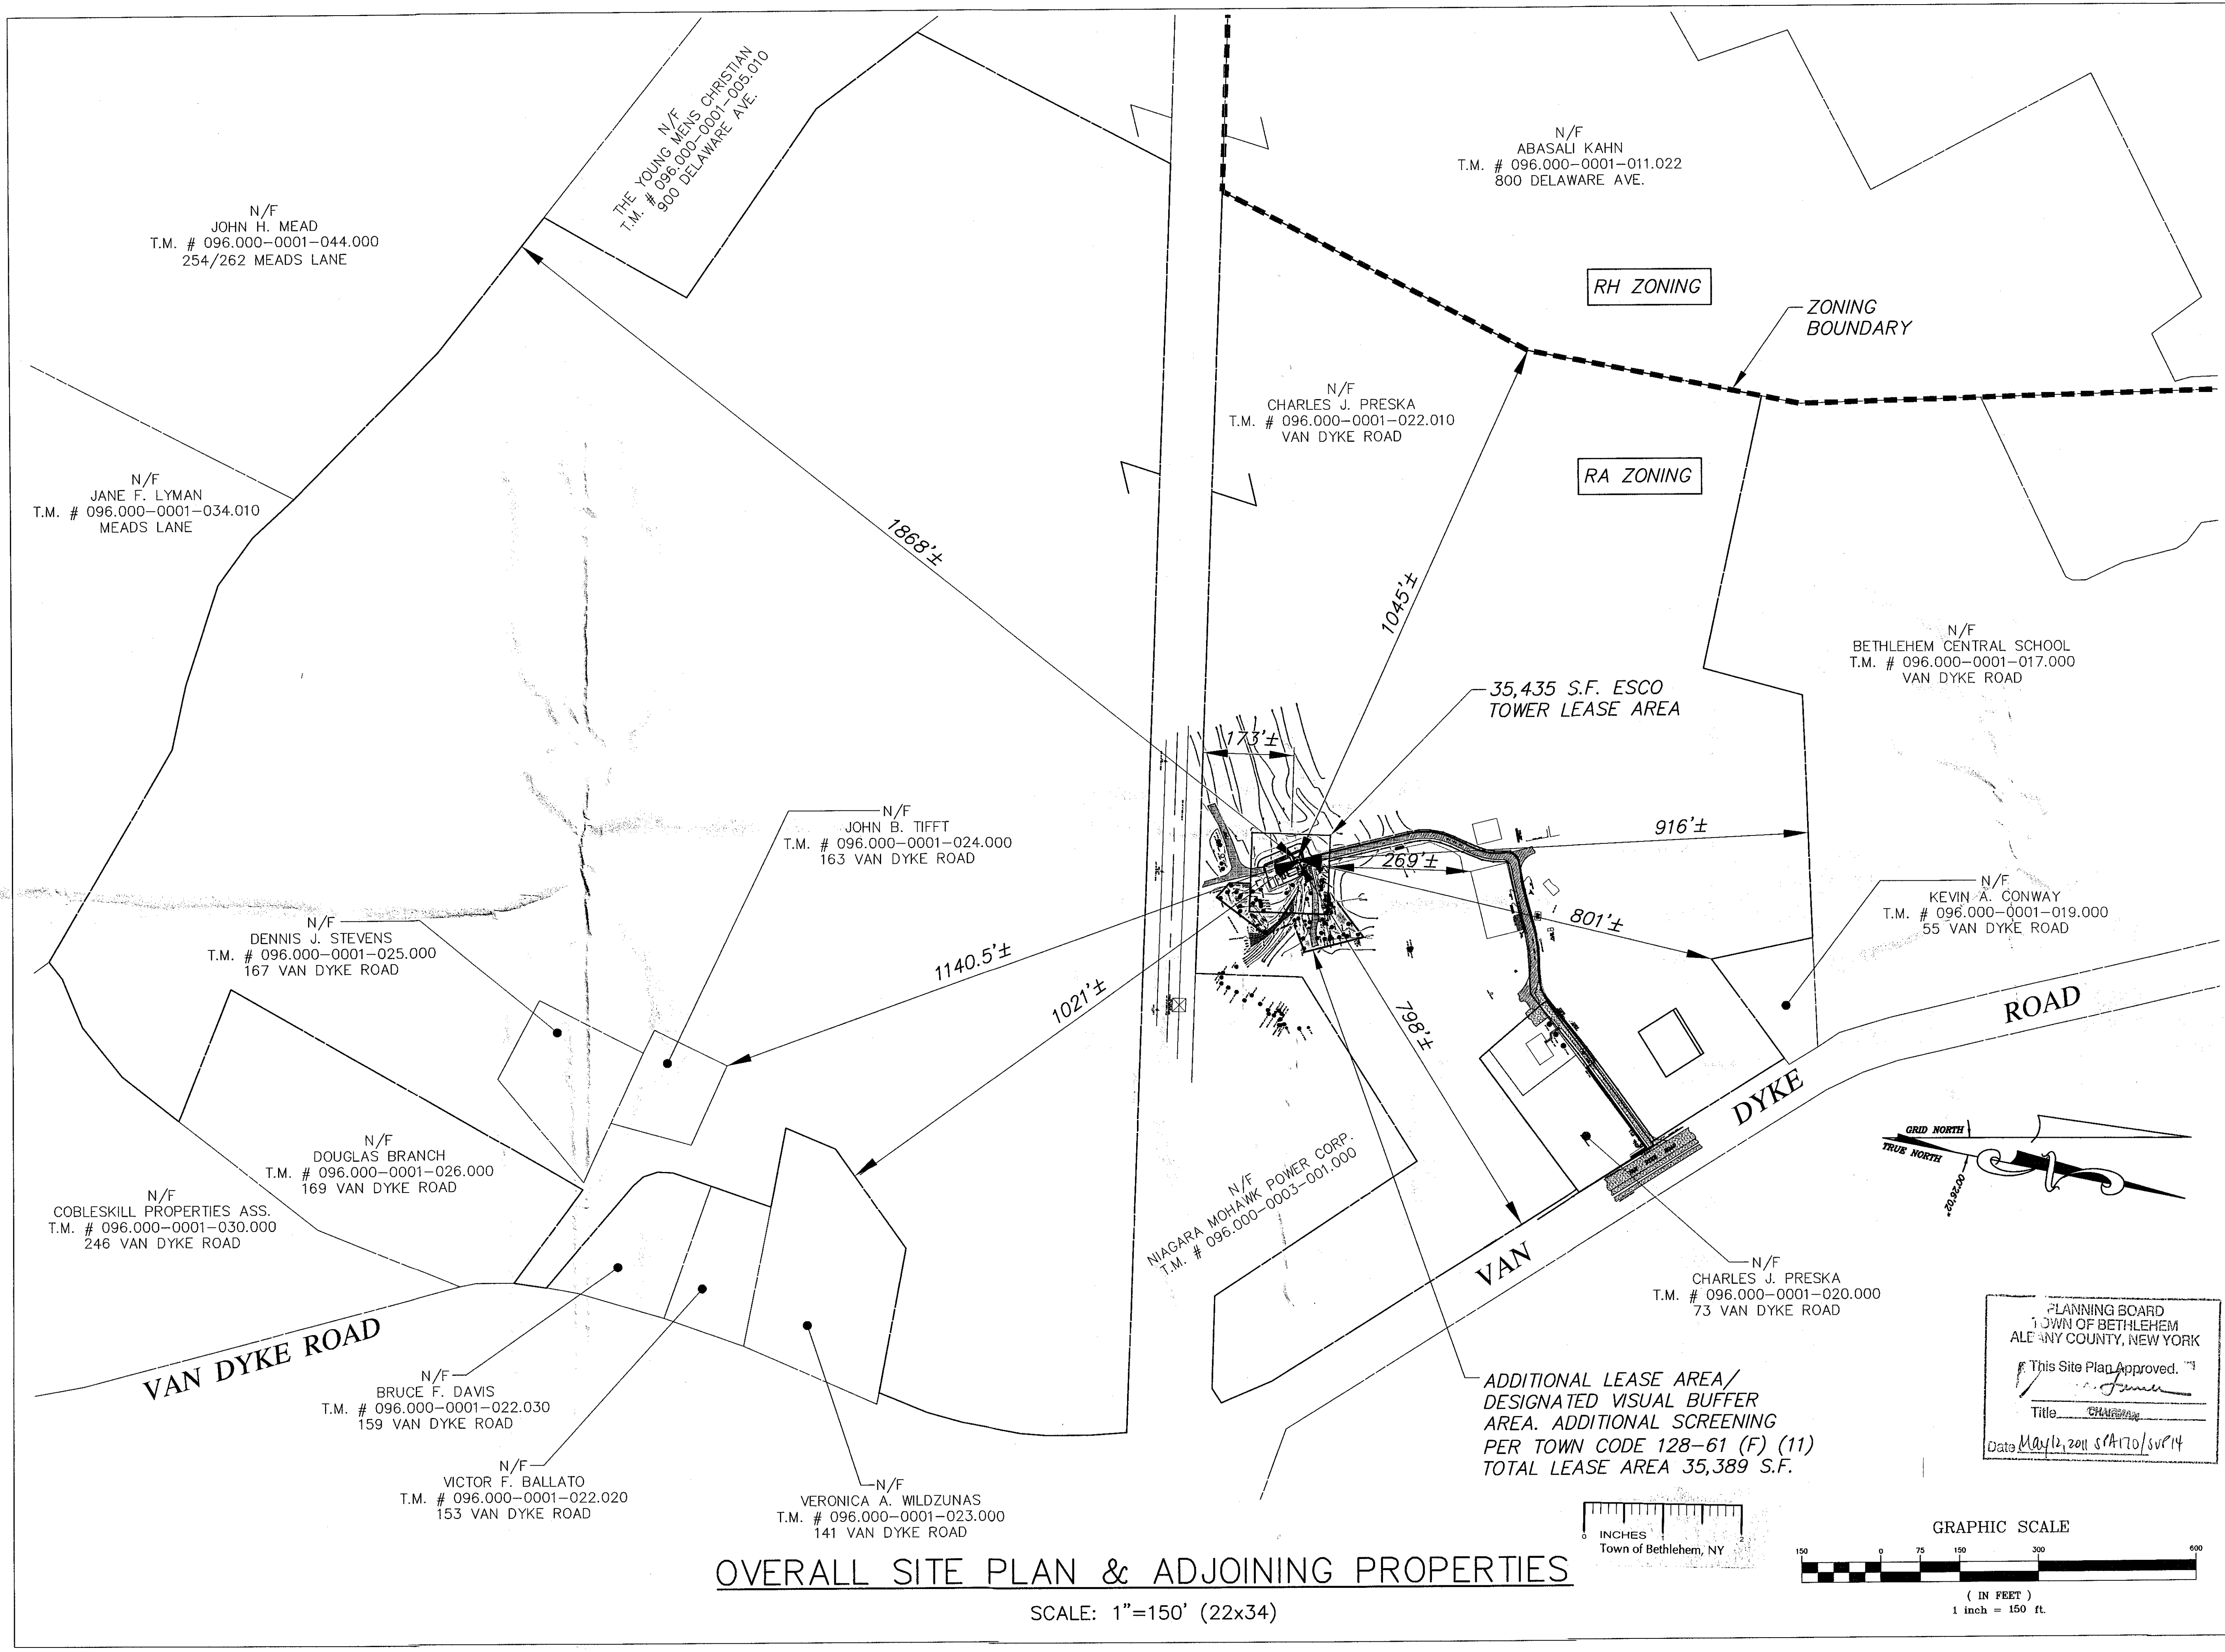 N/F
THE YOUNG MENS CHRISTIAN
T.M. # 096.000-0001-005.010
900 DELAWARE AVE.
N/F
ABASALI KAHN
T.M. # 096.000-0001-011.022
800 DELAWARE AVE.
N/F
JOHN H. MEAD
T.M. # 096.000-0001-044.000
254/262 MEADS LANE
RH ZONING
ZONING
BOUNDARY
N/F
CHARLES J. PRESKA
T.M. # 096.000-0001-022.010
VAN DYKE ROAD
RA ZONING
N/F
JANE F. LYMAN
T.M. # 096.000-0001-034.010
MEADS LANE
1868'±
1045'±
N/F
BETHLEHEM CENTRAL SCHOOL
T.M. # 096.000-0001-017.000
VAN DYKE ROAD
35,435 S.F. ESCO
TOWER LEASE AREA
173'±
N/F
JOHN B. TIFFT
T.M. # 096.000-0001-024.000
163 VAN DYKE ROAD
916'±
269'±
801'±
N/F
KEVIN A. CONWAY
T.M. # 096.000-0001-019.000
55 VAN DYKE ROAD
N/F
DENNIS J. STEVENS
T.M. # 096.000-0001-025.000
167 VAN DYKE ROAD
1140.5'±
1021'±
798'±
VAN DYKE ROAD
GRID NORTH
TRUE NORTH
00°26'02"
N/F
DOUGLAS BRANCH
T.M. # 096.000-0001-026.000
169 VAN DYKE ROAD
N/F
COBLESKILL PROPERTIES ASS.
T.M. # 096.000-0001-030.000
246 VAN DYKE ROAD
N/F
NIAGARA MOHAWK POWER CORP.
T.M. # 096.000-0003-001.000
N/F
CHARLES J. PRESKA
T.M. # 096.000-0001-020.000
73 VAN DYKE ROAD
VAN DYKE ROAD
N/F
BRUCE F. DAVIS
T.M. # 096.000-0001-022.030
159 VAN DYKE ROAD
N/F
VICTOR F. BALLATO
T.M. # 096.000-0001-022.020
153 VAN DYKE ROAD
N/F
VERONICA A. WILDZUNAS
T.M. # 096.000-0001-023.000
141 VAN DYKE ROAD
ADDITIONAL LEASE AREA/
DESIGNATED VISUAL BUFFER
AREA. ADDITIONAL SCREENING
PER TOWN CODE 128-61 (F) (11)
TOTAL LEASE AREA 35,389 S.F.
PLANNING BOARD
TOWN OF BETHLEHEM
ALBANY COUNTY, NEW YORK
This Site Plan Approved.
Title CHAIRMAN
Date May 12, 2011 SPA170/SUP14
0 INCHES 1 2
Town of Bethlehem, NY
GRAPHIC SCALE
150 0 75 150 300 600
( IN FEET )
1 inch = 150 ft.
OVERALL SITE PLAN & ADJOINING PROPERTIES
SCALE: 1"=150' (22x34)